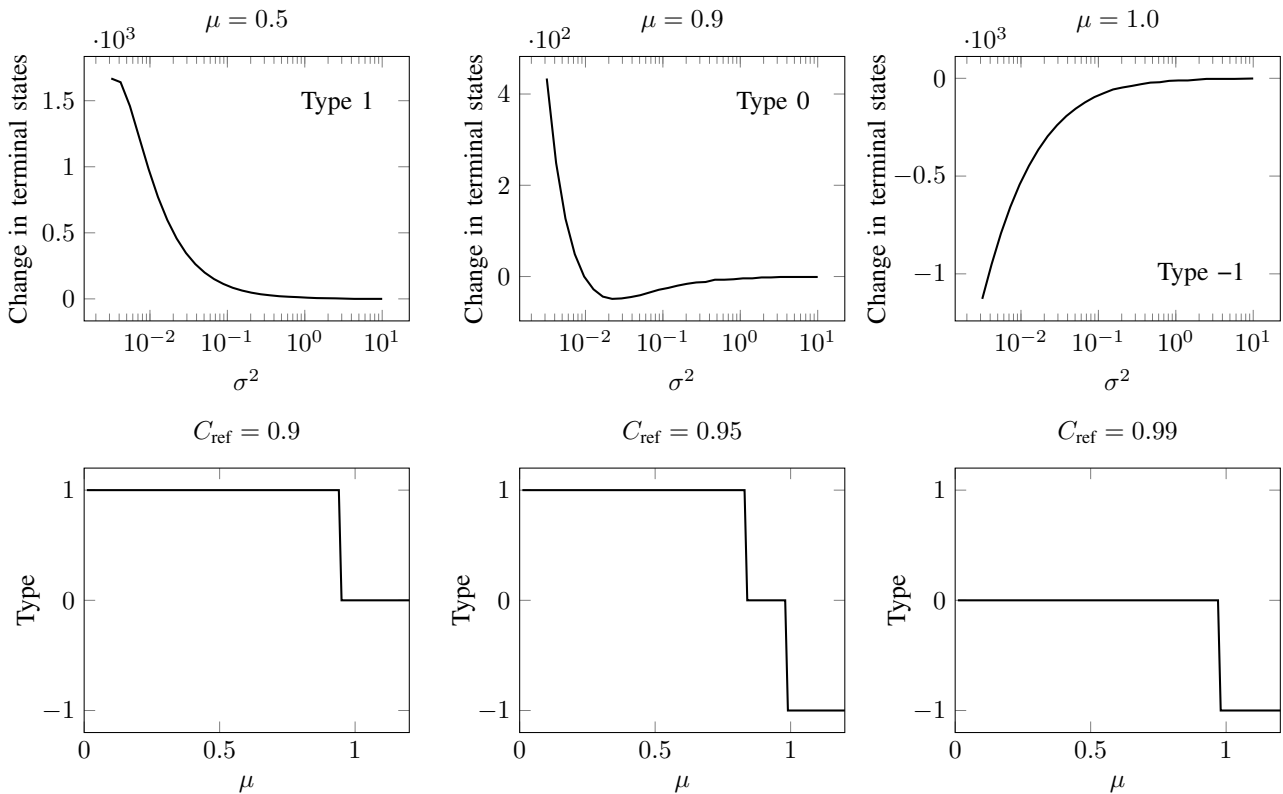 μ = 0.5
·10³
Change in terminal states
1.5
1
0.5
0
Type 1
10⁻² 10⁻¹ 10⁰ 10¹
σ²
μ = 0.9
·10²
Change in terminal states
4
2
0
Type 0
10⁻² 10⁻¹ 10⁰ 10¹
σ²
μ = 1.0
·10³
Change in terminal states
0
−0.5
−1
Type –1
10⁻² 10⁻¹ 10⁰ 10¹
σ²
C_ref = 0.9
Type
1
0
−1
0 0.5 1
μ
C_ref = 0.95
Type
1
0
−1
0 0.5 1
μ
C_ref = 0.99
Type
1
0
−1
0 0.5 1
μ